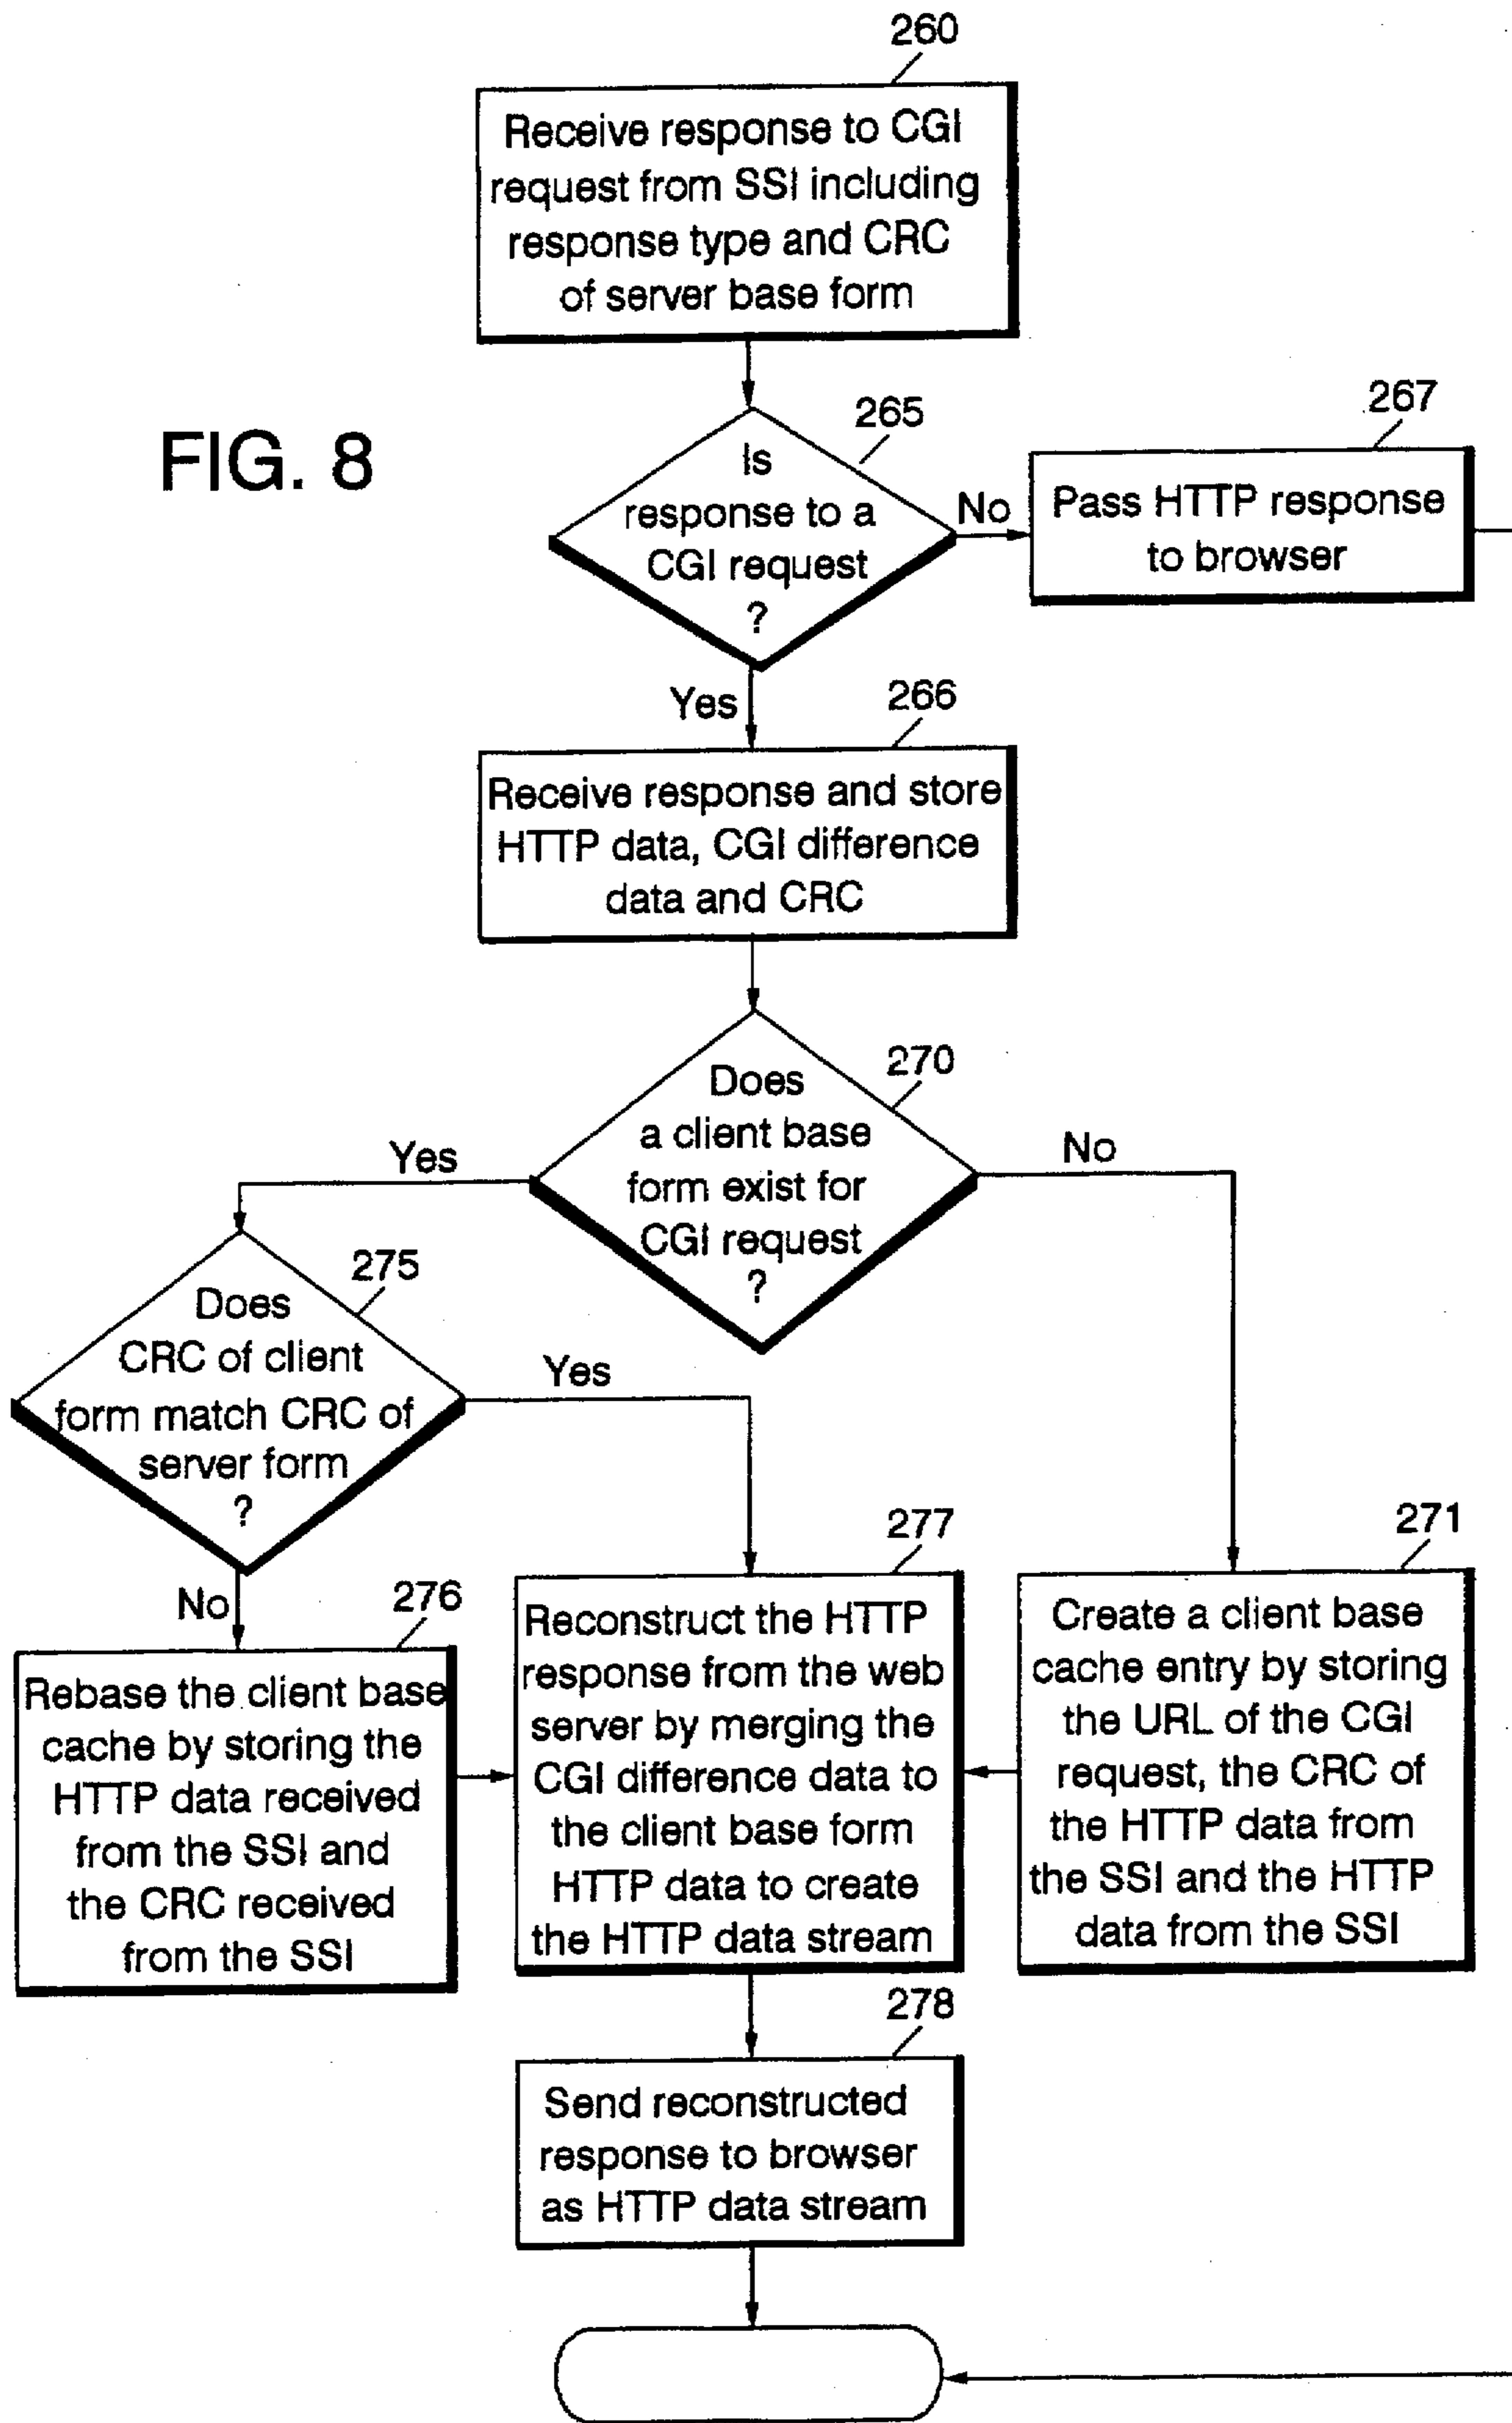 260
Receive response to CGI
request from SSI including
response type and CRC
of server base form
FIG. 8
265
Is
response to a
CGI request
?
No
267
Pass HTTP response
to browser
Yes
266
Receive response and store
HTTP data, CGI difference
data and CRC
270
Does
a client base
form exist for
CGI request
?
Yes
No
275
Does
CRC of client
form match CRC of
server form
?
Yes
No
276
Rebase the client base
cache by storing the
HTTP data received
from the SSI and
the CRC received
from the SSI
277
Reconstruct the HTTP
response from the web
server by merging the
CGI difference data to
the client base form
HTTP data to create
the HTTP data stream
271
Create a client base
cache entry by storing
the URL of the CGI
request, the CRC of
the HTTP data from
the SSI and the HTTP
data from the SSI
278
Send reconstructed
response to browser
as HTTP data stream